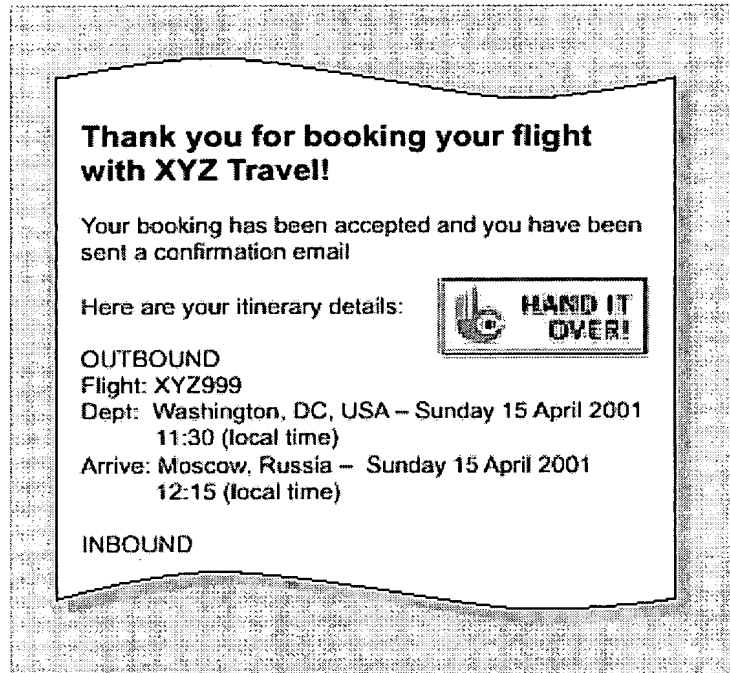 Thank you for booking your flight
with XYZ Travel!
Your booking has been accepted and you have been
sent a confirmation email
Here are your itinerary details:
HAND IT
OVER!
OUTBOUND
Flight: XYZ999
Dept: Washington, DC, USA – Sunday 15 April 2001
11:30 (local time)
Arrive: Moscow, Russia – Sunday 15 April 2001
12:15 (local time)
INBOUND